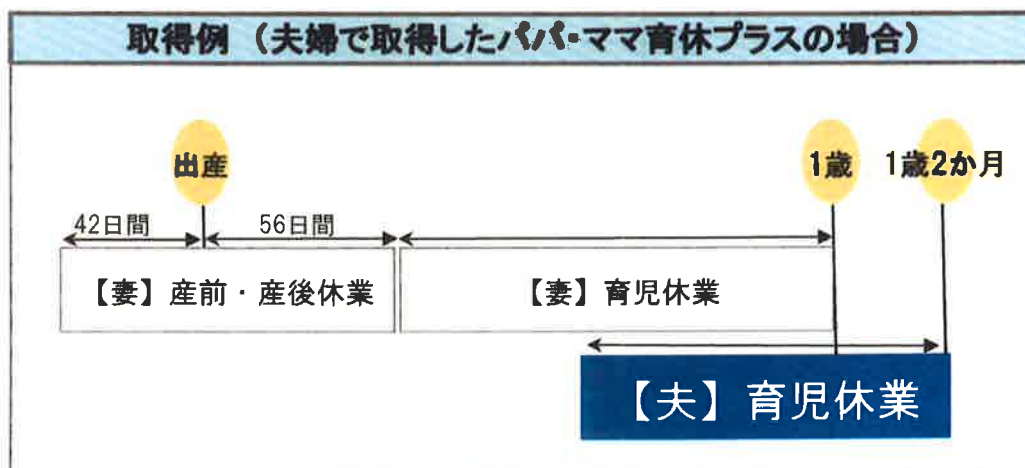 取得例（夫婦で取得したパパ・ママ育休プラスの場合）
出産
1歳
1歳2か月
42日間
56日間
【妻】産前・産後休業
【妻】育児休業
【夫】育児休業